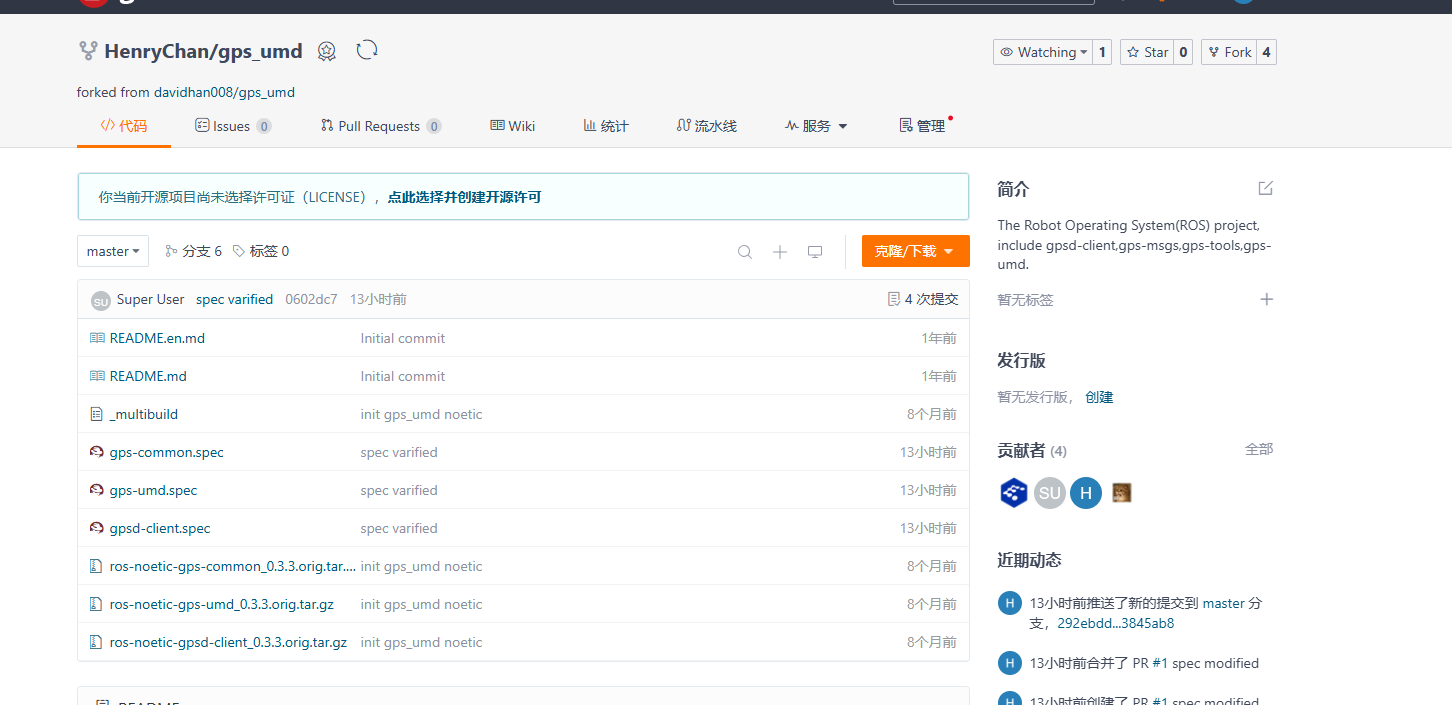 HenryChan/gps_umd
Watching 1 Star 0 Fork 4
forked from davidhan008/gps_umd
代码 Issues 0 Pull Requests 0 Wiki 统计 流水线 服务 管理
你当前开源项目尚未选择许可证（LICENSE），点此选择并创建开源许可
master 分支 6 标签 0 克隆/下载
SU Super User spec varified 0602dc7 13小时前 4 次提交
README.en.md Initial commit 1年前
README.md Initial commit 1年前
_multibuild init gps_umd noetic 8个月前
gps-common.spec spec varified 13小时前
gps-umd.spec spec varified 13小时前
gpsd-client.spec spec varified 13小时前
ros-noetic-gps-common_0.3.3.orig.tar.... init gps_umd noetic 8个月前
ros-noetic-gps-umd_0.3.3.orig.tar.gz init gps_umd noetic 8个月前
ros-noetic-gpsd-client_0.3.3.orig.tar.gz init gps_umd noetic 8个月前
README
简介
The Robot Operating System(ROS) project,
include gpsd-client,gps-msgs,gps-tools,gps-
umd.
暂无标签
发行版
暂无发行版， 创建
贡献者 (4) 全部
SU H
近期动态
H 13小时前推送了新的提交到 master 分
支，292ebdd...3845ab8
H 13小时前合并了 PR #1 spec modified
H 13小时前创建了 PR #1 spec modified